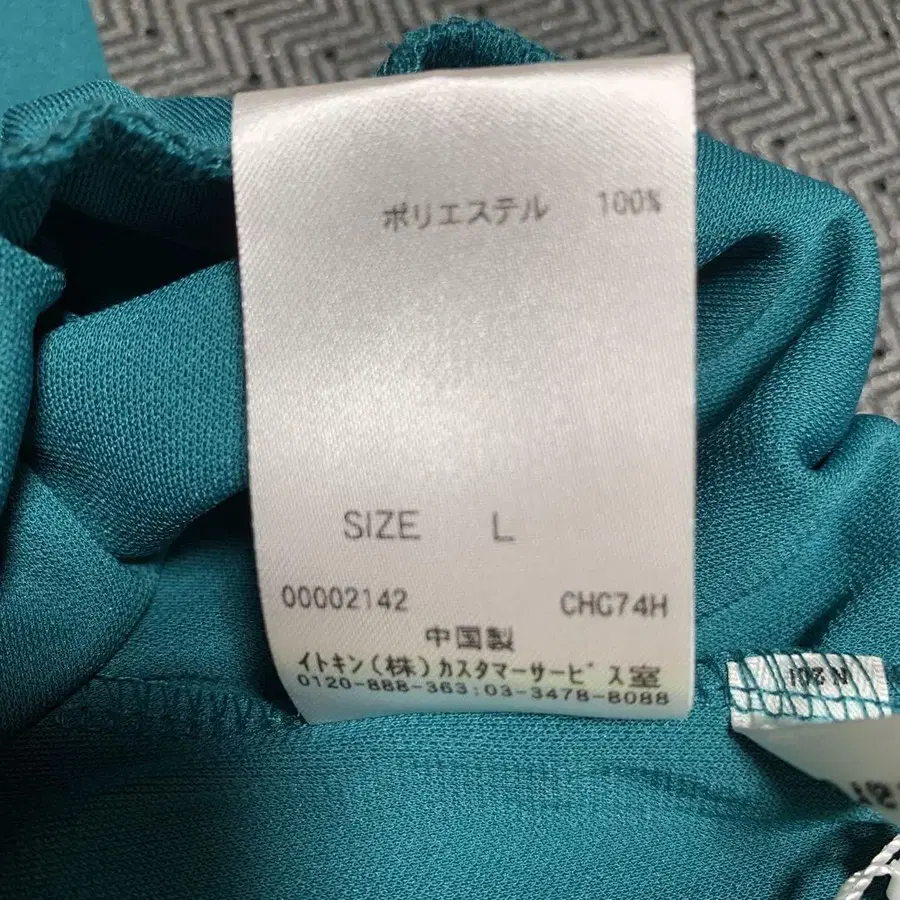 ポリエステル 100%
SIZE L
00002142 CHG74H
中国製
イトキン(株)カスタマーサービス室
0120-888-363:03-3478-8088